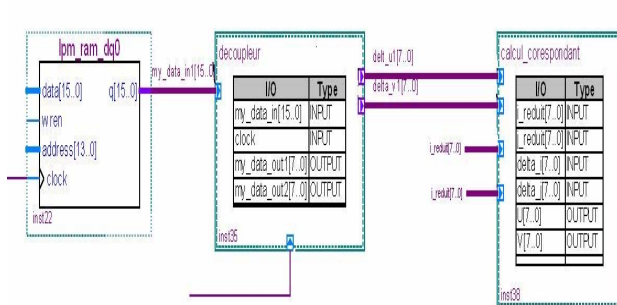 lpm_ram_dq0
data[15..0]
q[15..0]
wren
address[13..0]
clock
inst22
my_data_in1[15..0]
decoupleur
I/O Type
my_data_in[15..0] INPUT
clock INPUT
my_data_out1[7..0] OUTPUT
my_data_out2[7..0] OUTPUT
inst35
delt_u1[7..0]
delta_v1[7..0]
i_reduit[7..0]
i_reduit[7..0]
calcul_corespondant
I/O Type
i_reduit[7..0] INPUT
j_reduit[7..0] INPUT
delta_i[7..0] INPUT
delta_j[7..0] INPUT
U[7..0] OUTPUT
V[7..0] OUTPUT
inst38